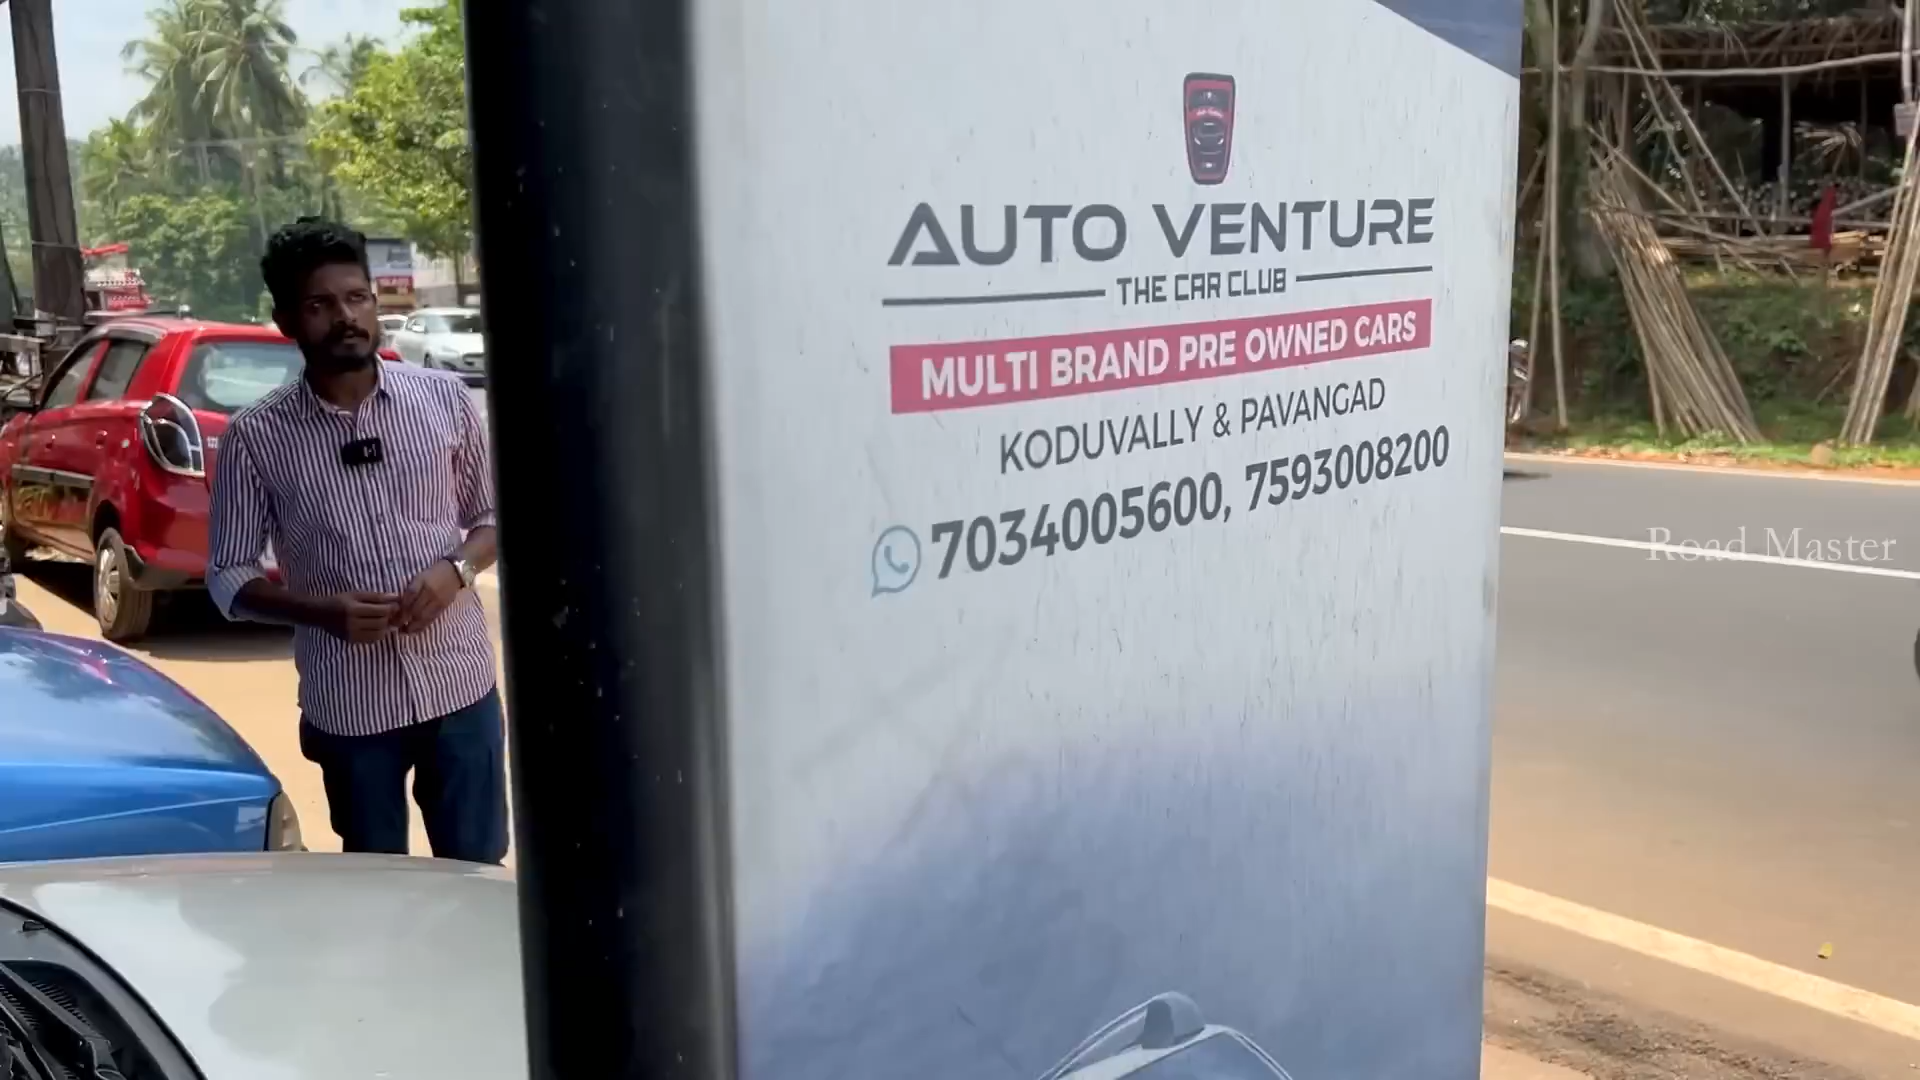 AUTO VENTURE
THE CAR CLUB
MULTI BRAND PRE OWNED CARS
KODUVALLY & PAVANGAD
7034005600, 7593008200
Road Master